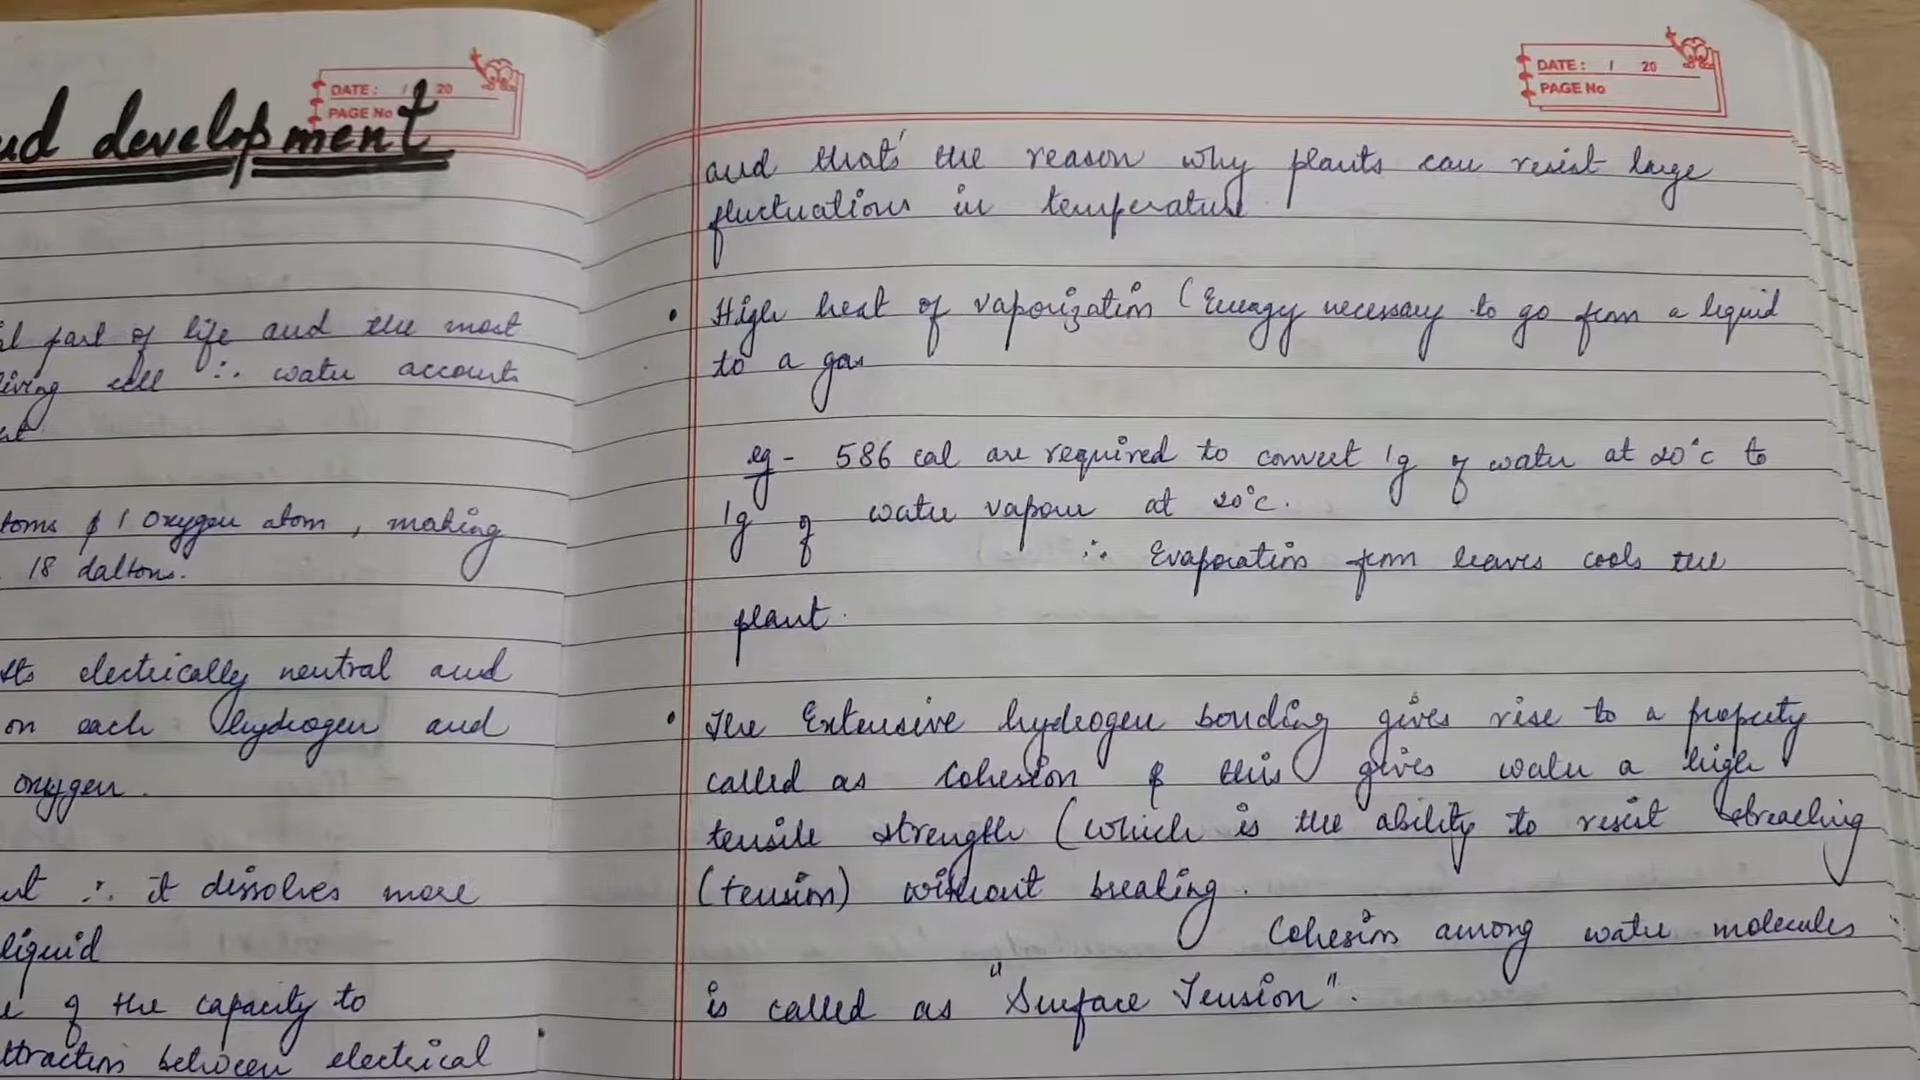 DATE: / 20
PAGE No
ud development
l part of life and the most
living cell ∴ water accounts
toms & 1 Oxygen atom, making
18 daltons.
Its electrically neutral and
on each hydrogen and
oxygen.
∴ it dissolves more
liquid
of the capacity to
ttraction between electrical
DATE: / 20
PAGE No
and that's the reason why plants can resist large
fluctuations in temperature.
• High heat of vaporization (Energy necessary to go from a liquid
to a gas
eg - 586 cal are required to convert 1g of water at 20°c to
1g of water vapour at 20°c.
∴ Evaporation from leaves cools the
plant.
• The Extensive hydrogen bonding gives rise to a property
called as Cohesion & this gives water a high
tensile strength (which is the ability to resist streaching
(tension) without breaking.
Cohesion among water molecules
is called as "Surface Tension".